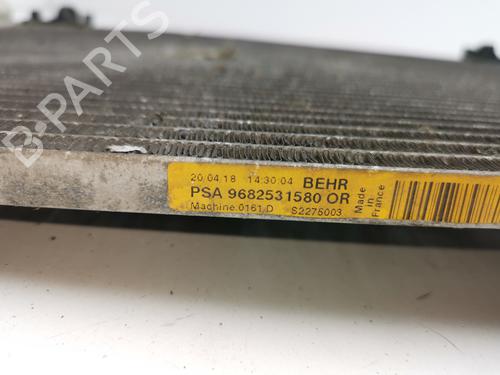 20.04.18 14:30:04 BEHR
PSA 9682531580 OR
Machine:0161 D S2275003
Made
in
France
B-PARTS